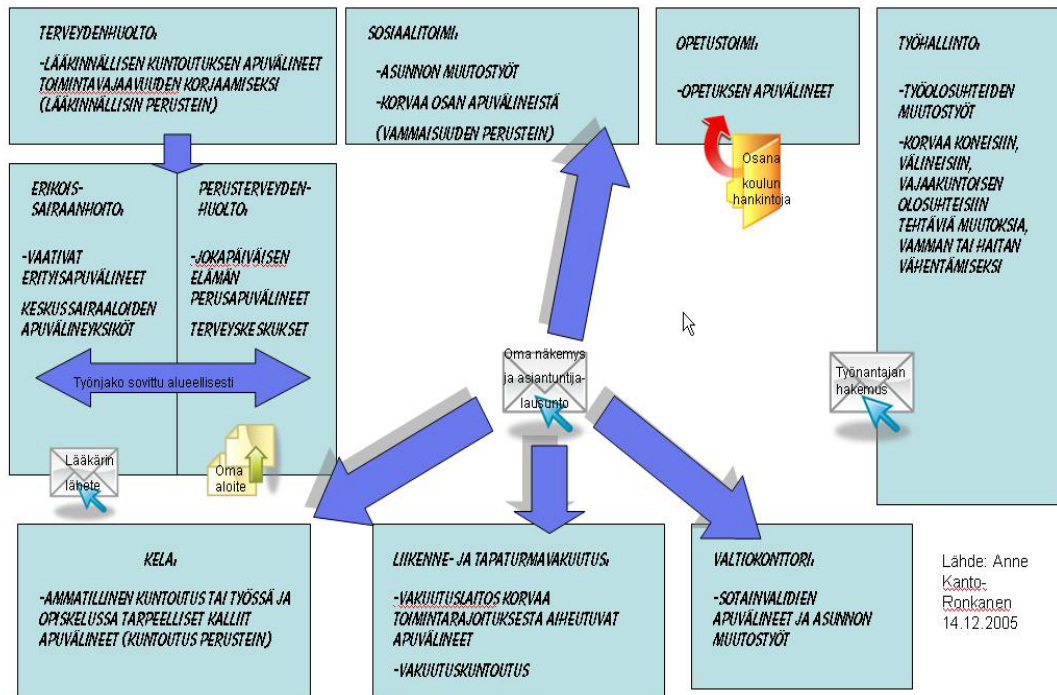 TERVEYDENHUOLTO:
-LÄÄKINNÄLLISEN KUNTOUTUKSEN APUVÄLINEET
TOIMINTAVAJAAVUUDEN KORJAAMISEKSI
(LÄÄKINNÄLLISIN PERUSTEIN)
SOSIAALITOIMI:
-ASUNNON MUUTOSTYÖT
-KORVAA OSAN APUVÄLINEISTÄ
(VAMMAISUUDEN PERUSTEIN)
OPETUSTOIMI:
-OPETUKSEN APUVÄLINEET
Osana
koulun
hankintoja
TYÖHALLINTO:
-TYÖOLOSUHTEIDEN
MUUTOSTYÖT
-KORVAA KONEISIIN,
VÄLINEISIIN,
VAJAAKUNTOISEN
OLOSUHTEISIIN
TEHTÄVIÄ MUUTOKSIA,
VAMMAN TAI HAITAN
VÄHENTÄMISEKSI
Työnantajan
hakemus
ERIKOIS-
SAIRAANHOITO:
-VAATIVAT
ERITYISAPUVÄLINEET
KESKUSSAIRAALOIDEN
APUVÄLINEYKSIKÖT
PERUSTERVEYDEN-
HUOLTO:
-JOKAPÄIVÄISEN
ELÄMÄN
PERUSAPUVÄLINEET
TERVEYSKESKUKSET
Työnjako sovittu alueellisesti
Lääkärin
lähete
Oma
aloite
Oma näkemys
ja asiantuntija-
lausunto
KELA:
-AMMATILLINEN KUNTOUTUS TAI TYÖSSÄ JA
OPISKELUSSA TARPEELLISET KALLIIT
APUVÄLINEET (KUNTOUTUS PERUSTEIN)
LIIKENNE- JA TAPATURMAVAKUUTUS:
-VAKUUTUSLAITOS KORVAA
TOIMINTARAJOITUKSESTA AIHEUTUVAT
APUVÄLINEET
-VAKUUTUSKUNTOUTUS
VALTIOKONTTORI:
-SOTAINVALIDIEN
APUVÄLINEET JA ASUNNON
MUUTOSTYÖT
Lähde: Anne
Kanto-
Ronkanen
14.12.2005